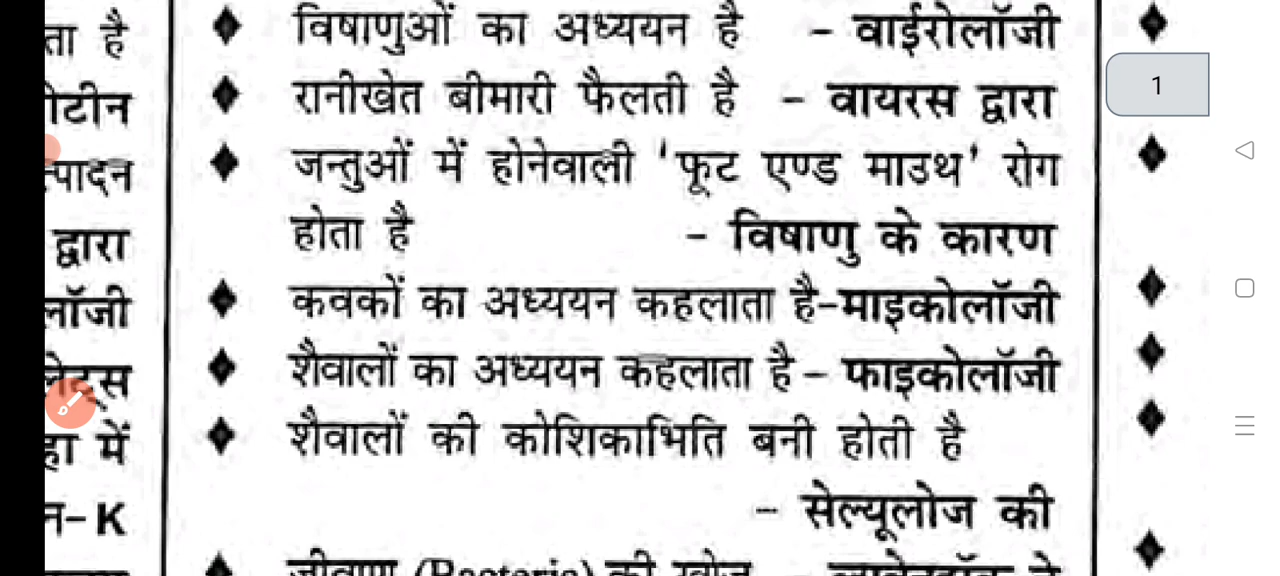 ता है
टीन
द्वारा
में
K
◆ विषाणुओं का अध्ययन है – वाईरोलॉजी
◆ रानीखेत बीमारी फैलती है – वायरस द्वारा
◆ जन्तुओं में होनेवाली 'फूट एण्ड माउथ' रोग
होता है – विषाणु के कारण
◆ कवकों का अध्ययन कहलाता है–माइकोलॉजी
◆ शैवालों का अध्ययन कहलाता है – फाइकोलॉजी
◆ शैवालों की कोशिकाभिति बनी होती है
– सेल्यूलोज की
1